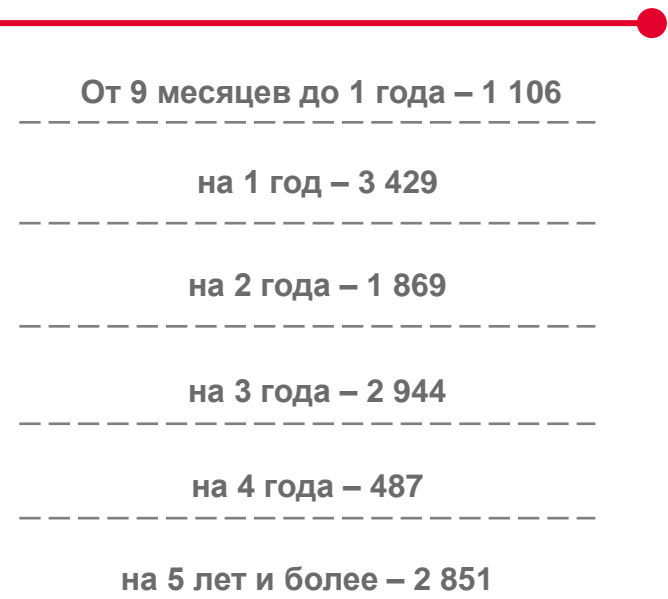 От 9 месяцев до 1 года – 1 106
на 1 год – 3 429
на 2 года – 1 869
на 3 года – 2 944
на 4 года – 487
на 5 лет и более – 2 851